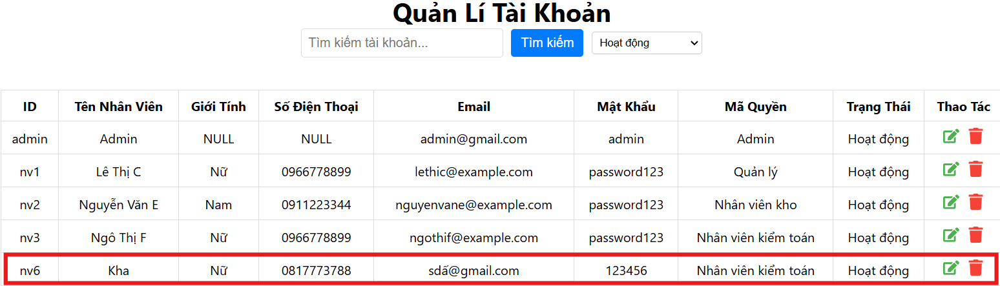 Quản Lí Tài Khoản
Tìm kiếm tài khoản... Tìm kiếm Hoạt động
ID Tên Nhân Viên Giới Tính Số Điện Thoại Email Mật Khẩu Mã Quyền Trạng Thái Thao Tác
admin Admin NULL NULL admin@gmail.com admin Admin Hoạt động
nv1 Lê Thị C Nữ 0966778899 lethic@example.com password123 Quản lý Hoạt động
nv2 Nguyễn Văn E Nam 0911223344 nguyenvane@example.com password123 Nhân viên kho Hoạt động
nv3 Ngô Thị F Nữ 0966778899 ngothif@example.com password123 Nhân viên kiểm toán Hoạt động
nv6 Kha Nữ 0817773788 sdấ@gmail.com 123456 Nhân viên kiểm toán Hoạt động